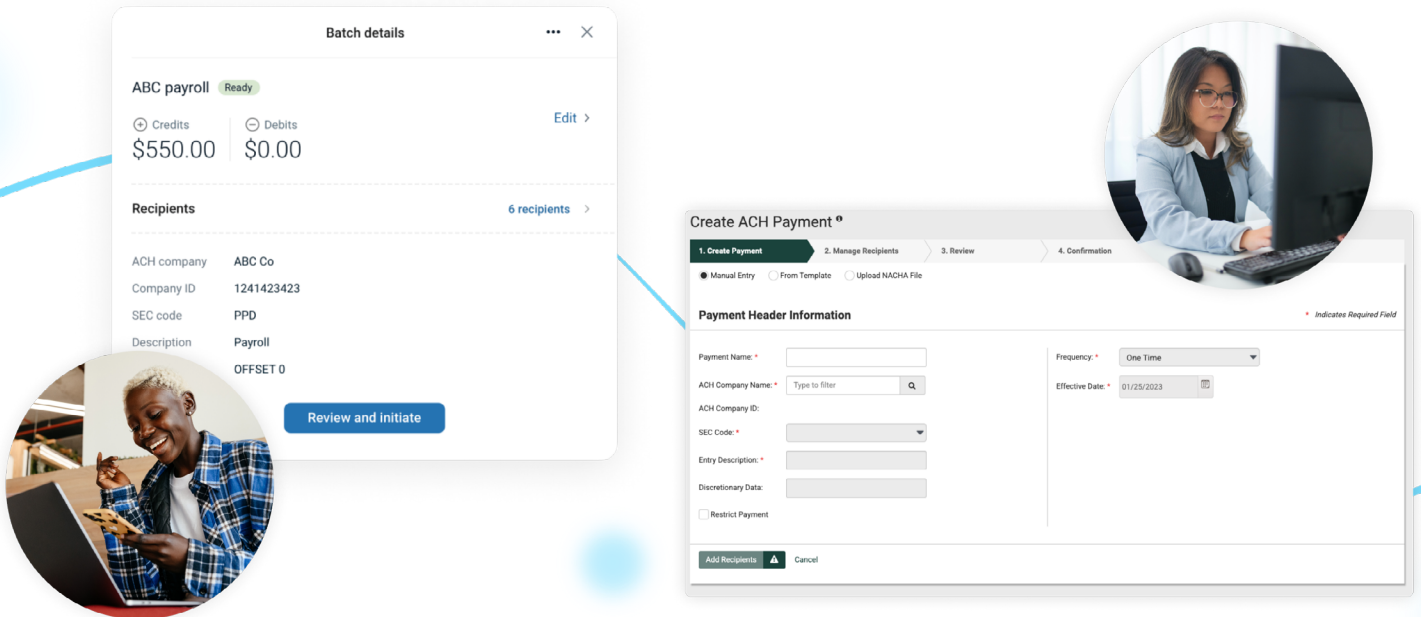 Batch details
ABC payroll Ready
Credits Debits
Edit
$550.00 $0.00
Recipients 6 recipients
ACH company ABC Co
Company ID 1241423423
SEC code PPD
Description Payroll
OFFSET 0
Review and initiate
Create ACH Payment
1. Create Payment 2. Manage Recipients 3. Review 4. Confirmation
Manual Entry From Template Upload NACHA File
Payment Header Information * Indicates Required Field
Payment Name: * Frequency: * One Time
ACH Company Name: * Type to filter Effective Date: * 01/25/2023
ACH Company ID:
SEC Code: *
Entry Description: *
Discretionary Data:
Restrict Payment
Add Recipients Cancel